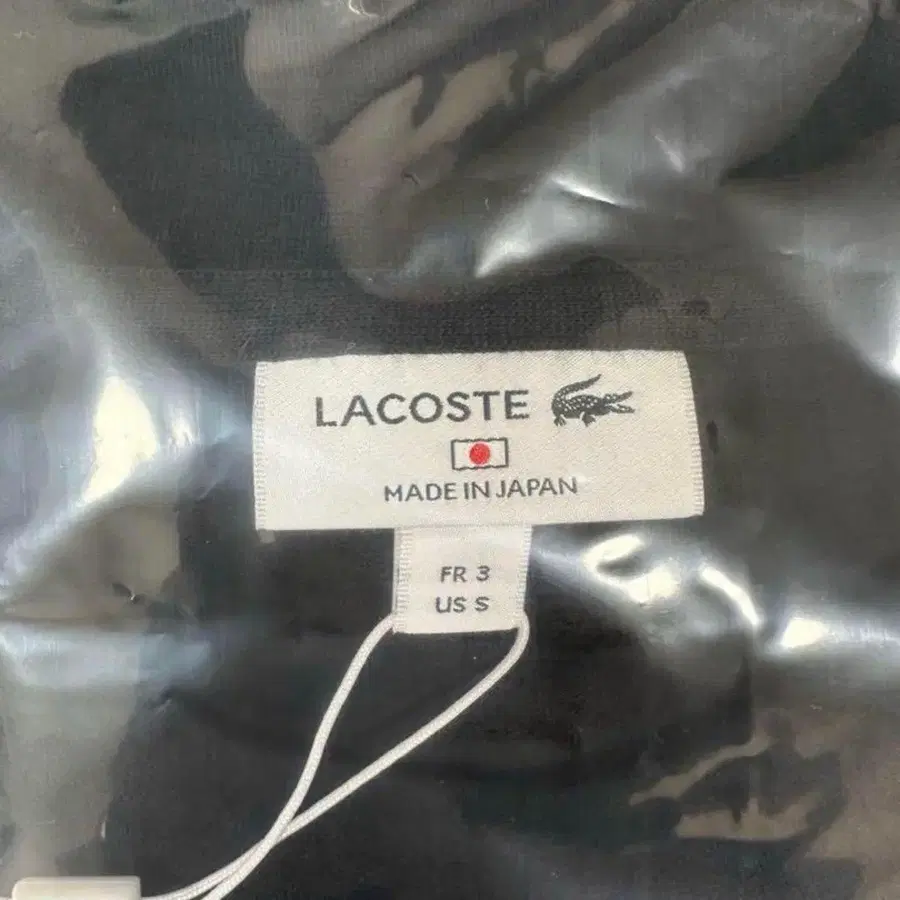 LACOSTE
MADE IN JAPAN
FR 3
US S